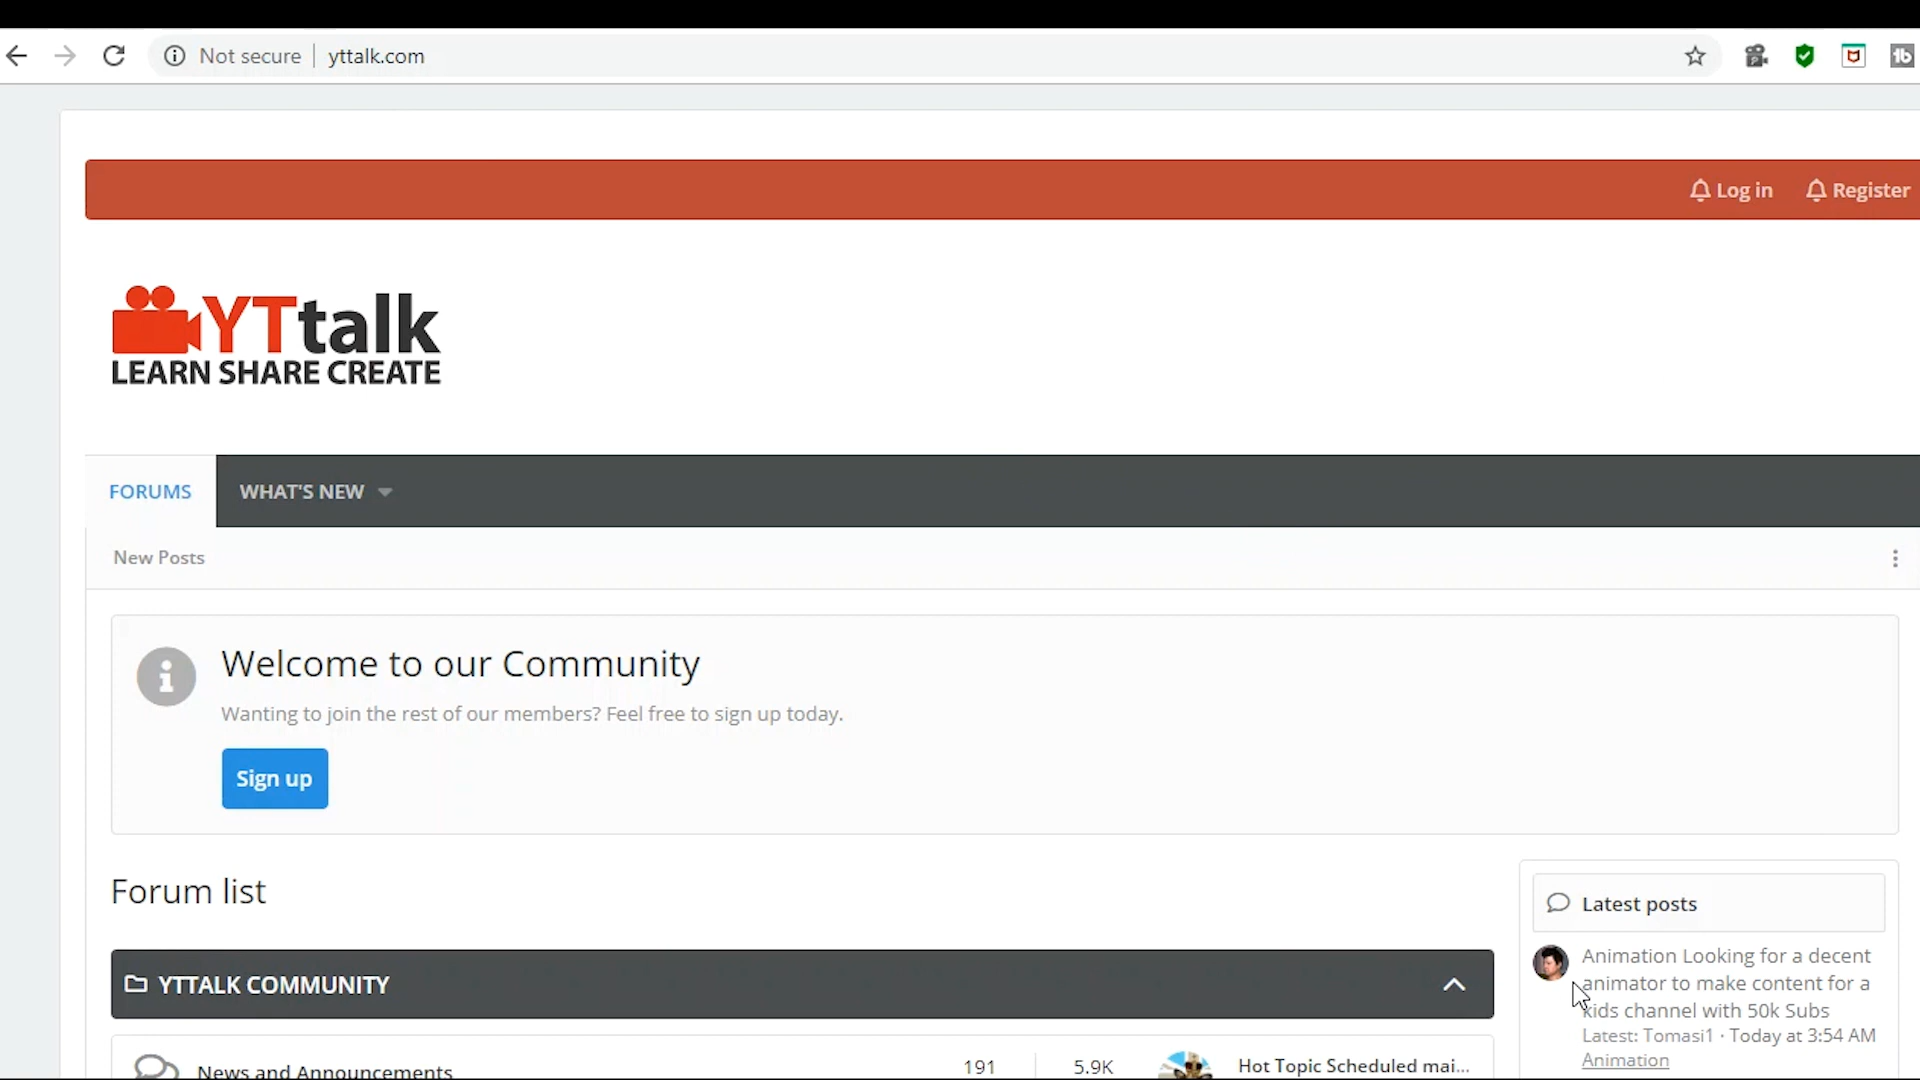 Not secure | yttalk.com
Log in
Register
YTtalk
LEARN SHARE CREATE
FORUMS
WHAT'S NEW
New Posts
Welcome to our Community
Wanting to join the rest of our members? Feel free to sign up today.
Sign up
Forum list
YTTALK COMMUNITY
News and Announcements
191
5.9K
Hot Topic Scheduled mai...
Latest posts
Animation Looking for a decent
animator to make content for a
kids channel with 50k Subs
Latest: Tomasi1 · Today at 3:54 AM
Animation